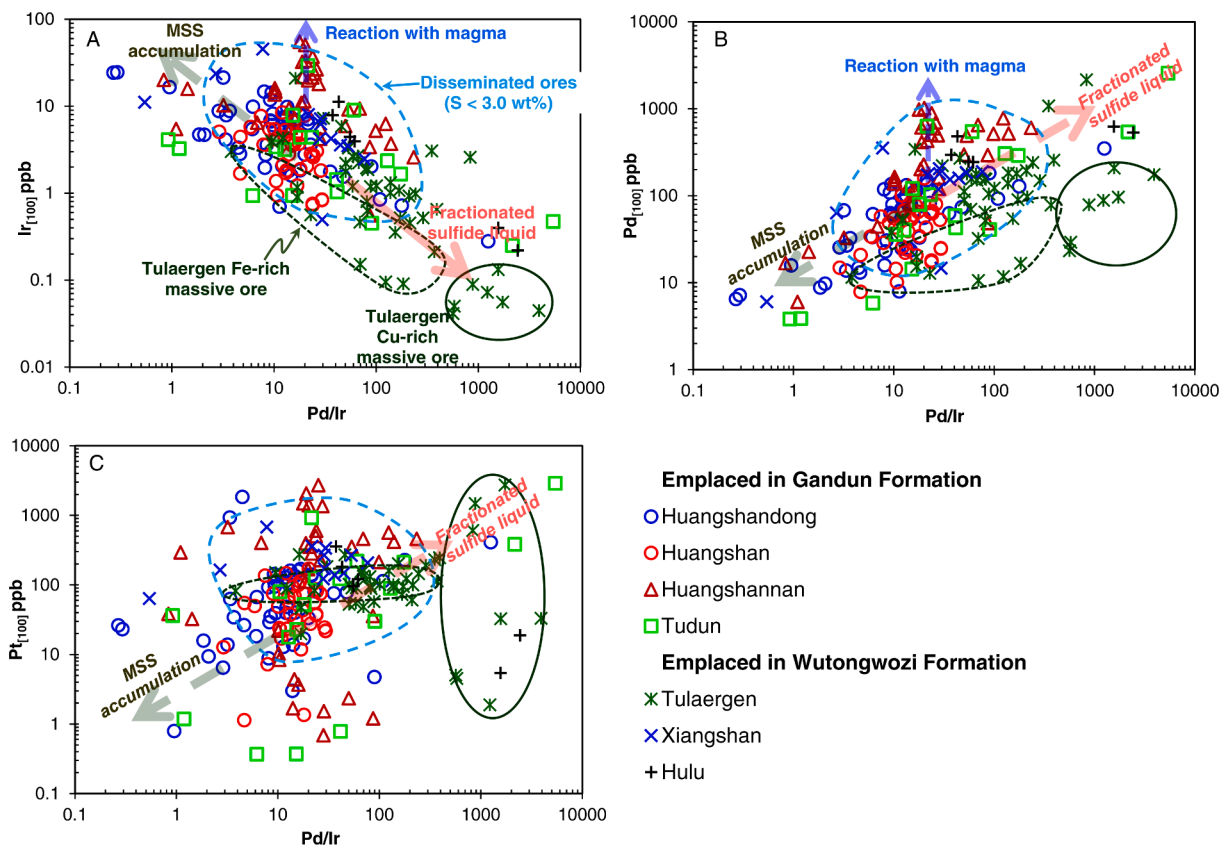 100
10
1
0.1
0.01
0.1
1
10
100
1000
10000
Ir[100] ppb
Pd/Ir
A
MSS
accumulation
Reaction with magma
Disseminated ores
(S < 3.0 wt%)
Fractionated
sulfide liquid
Tulaergen Fe-rich
massive ore
Tulaergen
Cu-rich
massive ore
10000
1000
100
10
1
0.1
1
10
100
1000
10000
Pd[100] ppb
Pd/Ir
B
Reaction with magma
Fractionated
sulfide liquid
MSS
accumulation
10000
1000
100
10
1
0.1
0.1
1
10
100
1000
10000
Pt[100] ppb
Pd/Ir
C
Fractionated
sulfide liquid
MSS
accumulation
Emplaced in Gandun Formation
Huangshandong
Huangshan
Huangshannan
Tudun
Emplaced in Wutongwozi Formation
Tulaergen
Xiangshan
Hulu